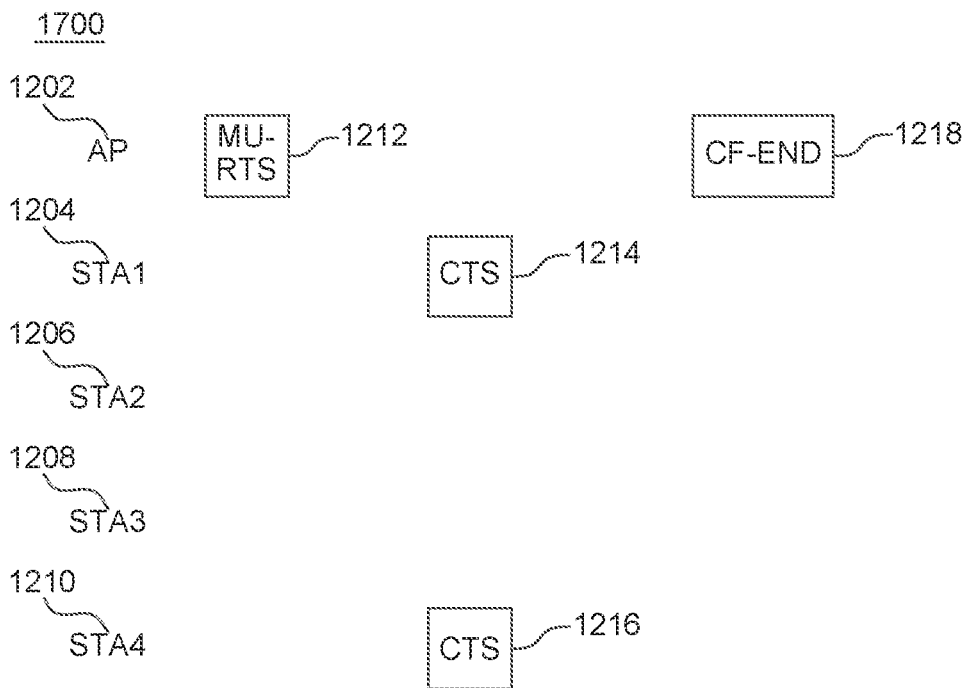 1700
1202
AP
MU-
RTS
1212
CF-END
1218
1204
STA1
CTS
1214
1206
STA2
1208
STA3
1210
STA4
CTS
1216